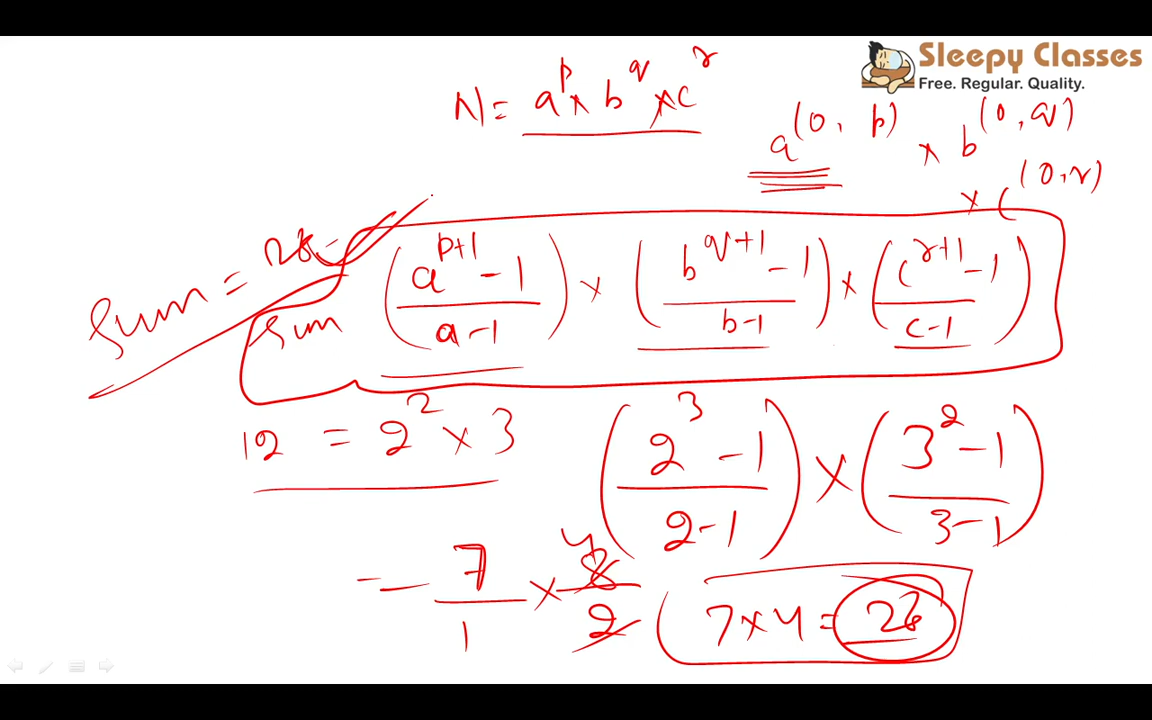 Sleepy Classes
Free. Regular. Quality.
N = a^p × b^q × c^r
a^(0, p) × b^(0, q)
× c^(0, r)
Sum = 28
Sum (a^(p+1) - 1 / a-1) × (b^(q+1) - 1 / b-1) × (c^(r+1) - 1 / c-1)
12 = 2^2 × 3 (2^3 - 1 / 2-1) × (3^2 - 1 / 3-1)
= 7/1 × 8/2 4
7×4 = 28